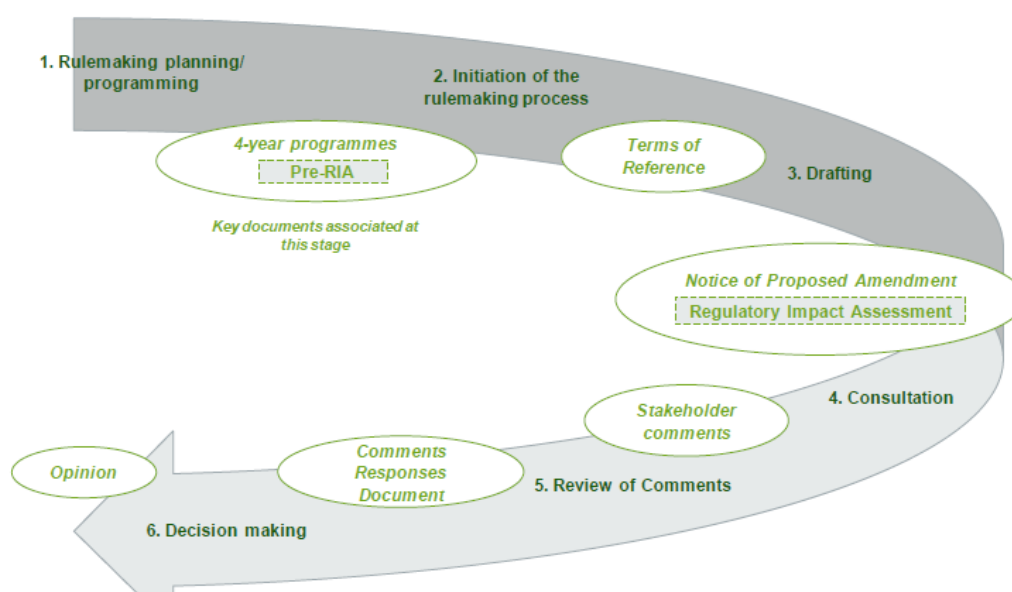 1. Rulemaking planning/
programming
2. Initiation of the
rulemaking process
4-year programmes
Pre-RIA
Terms of
Reference
3. Drafting
Key documents associated at
this stage
Notice of Proposed Amendment
Regulatory Impact Assessment
4. Consultation
Stakeholder
comments
Comments
Responses
Document
5. Review of Comments
Opinion
6. Decision making